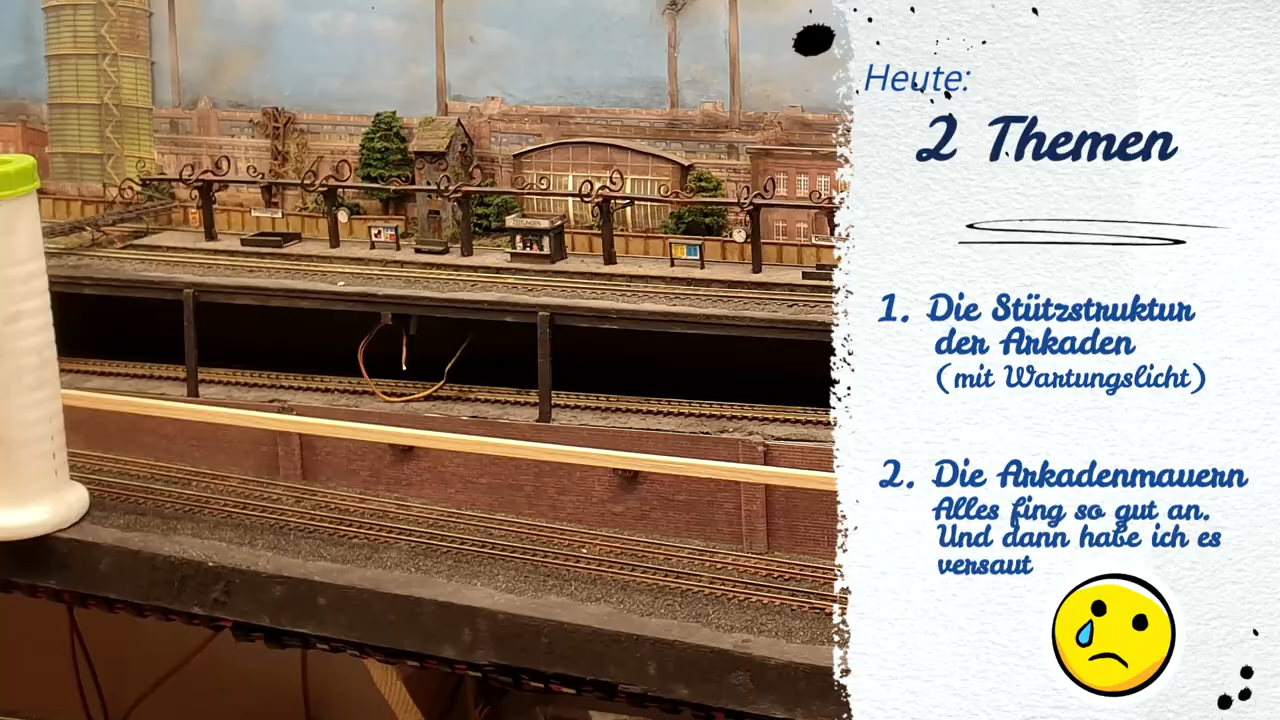 Heute:
2 Themen
1. Die Stützstruktur
der Arkaden
(mit Wartungslicht)
2. Die Arkadenmauern
Alles fing so gut an.
Und dann habe ich es
versaut
ZEITUNGEN